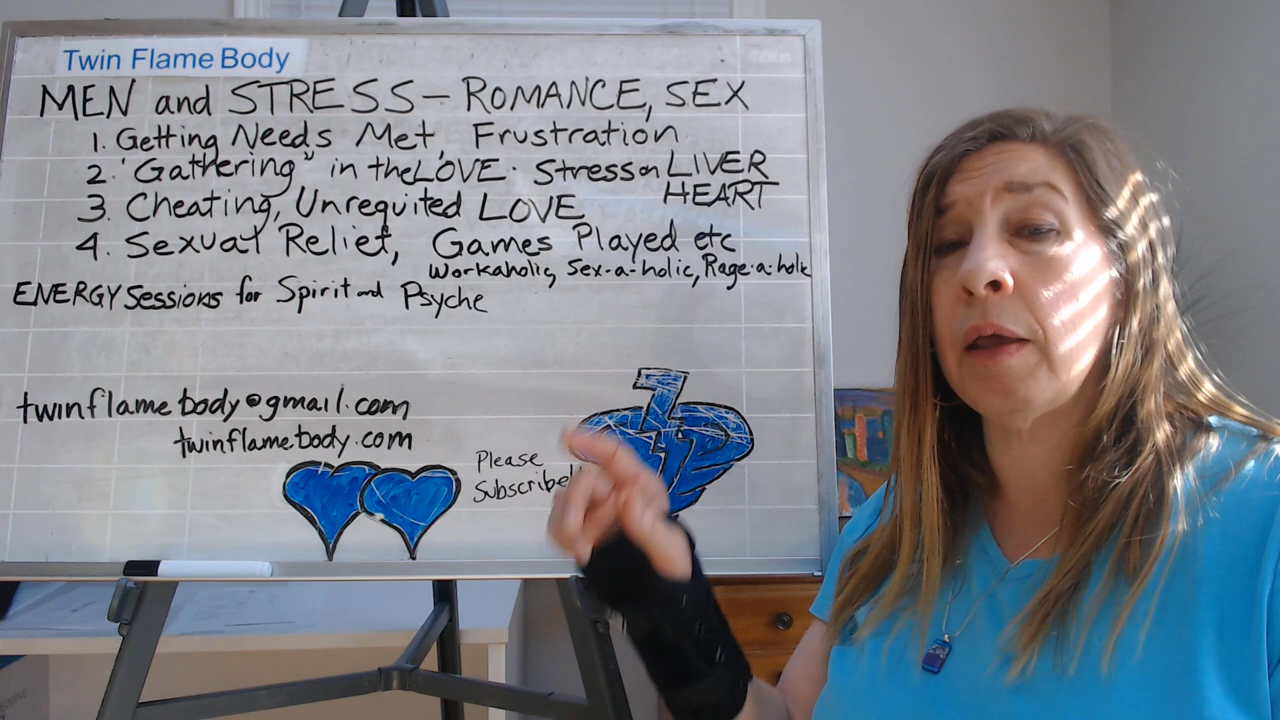 Twin Flame Body
MEN and STRESS – ROMANCE, SEX
1. Getting Needs Met, Frustration
2. "Gathering" in the LOVE. Stress on LIVER
HEART
3. Cheating, Unrequited LOVE
4. Sexual Relief, Games Played etc
Workaholic, Sex-a-holic, Rage-a-holic
ENERGY Sessions for Spirit and Psyche
twinflamebody@gmail.com
twinflamebody.com
Please
Subscribe!